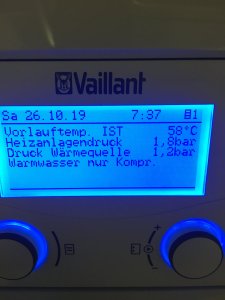 Vaillant
Sa 26.10.19 7:37 1
Vorlauftemp. IST 58°C
Heizanlagendruck 1,8bar
Druck Wärmequelle 1,2bar
Warmwasser nur Kompr.
- +